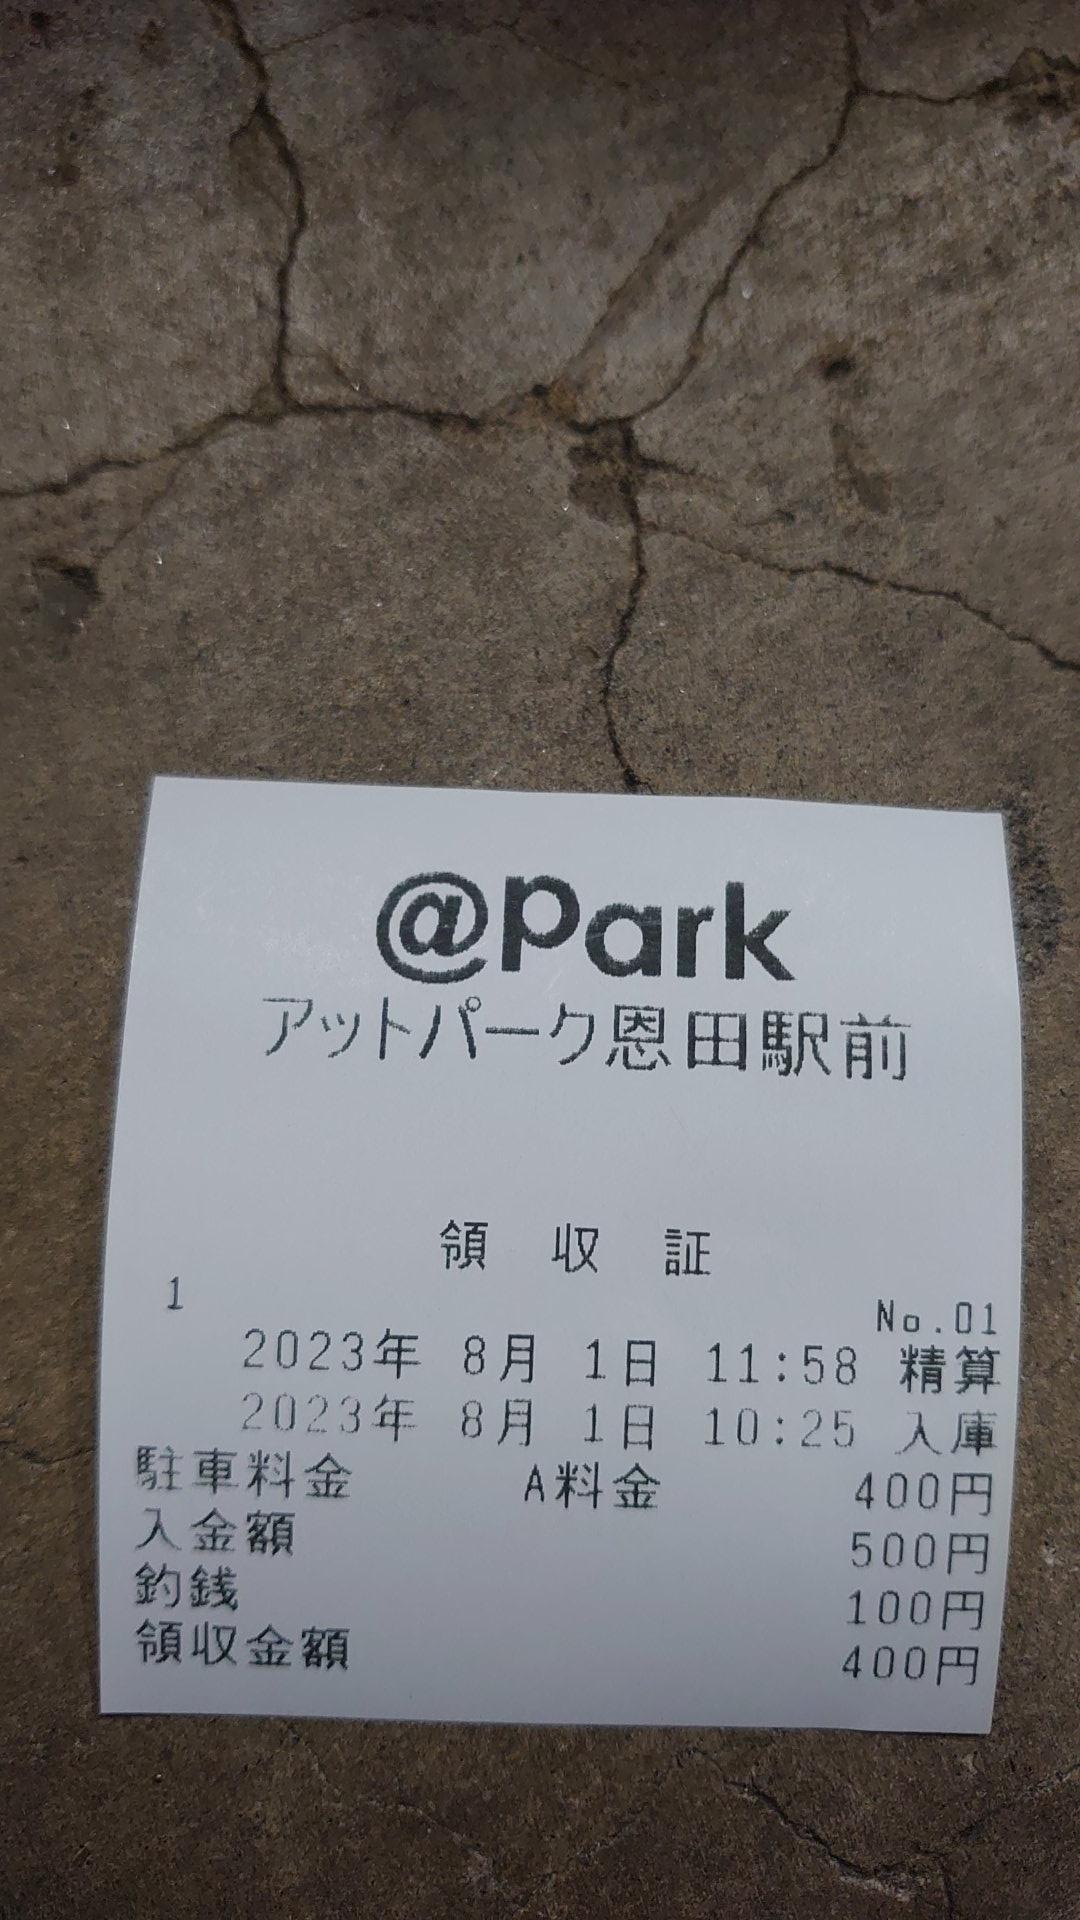 @Park
アットパーク恩田駅前
領 収 証
1
No.01
2023年 8月 1日 11:58 精算
2023年 8月 1日 10:25 入庫
駐車料金 A料金 400円
入金額 500円
釣銭 100円
領収金額 400円